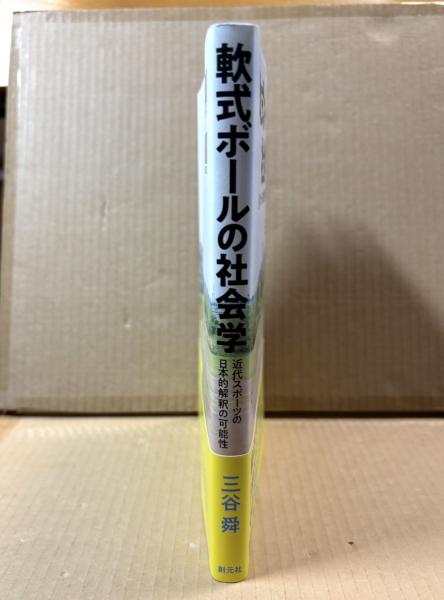 軟式ボールの社会学
近代スポーツの
日本的解釈の可能性
三谷 舜
創元社